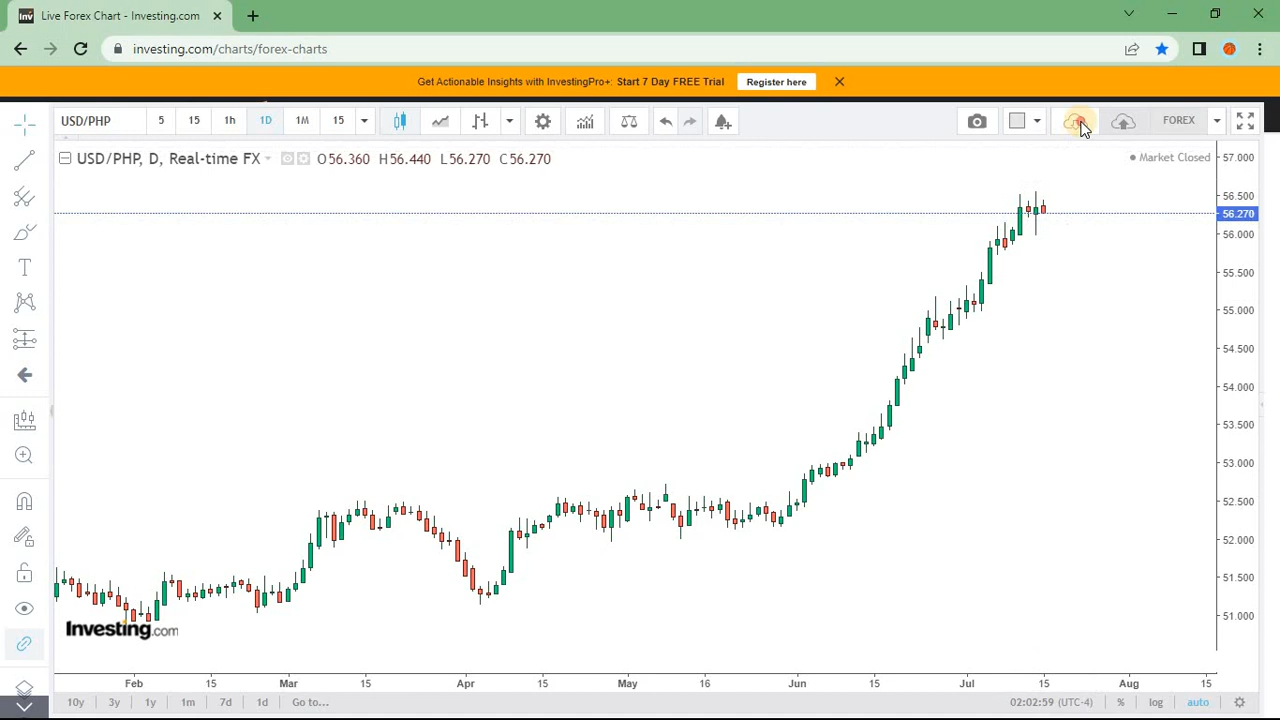 Live Forex Chart - Investing.com
investing.com/charts/forex-charts
Get Actionable Insights with InvestingPro+: Start 7 Day FREE Trial Register here
USD/PHP 5 15 1h 1D 1M 15 FOREX
USD/PHP, D, Real-time FX O56.360 H56.440 L56.270 C56.270
Market Closed
57.000
56.500
56.270
56.000
55.500
55.000
54.500
54.000
53.500
53.000
52.500
52.000
51.500
51.000
Investing.com
Feb 15 Mar 15 Apr 15 May 16 Jun 15 Jul 15 Aug 15
10y 3y 1y 1m 7d 1d Go to... 02:02:59 (UTC-4) % log auto